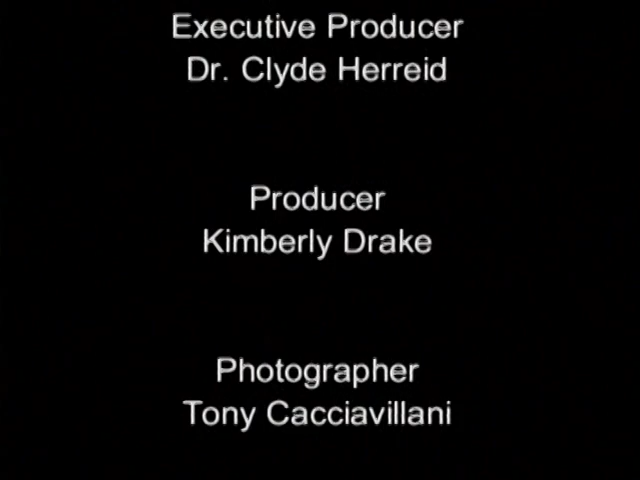 Executive Producer
Dr. Clyde Herreid
Producer
Kimberly Drake
Photographer
Tony Cacciavillani